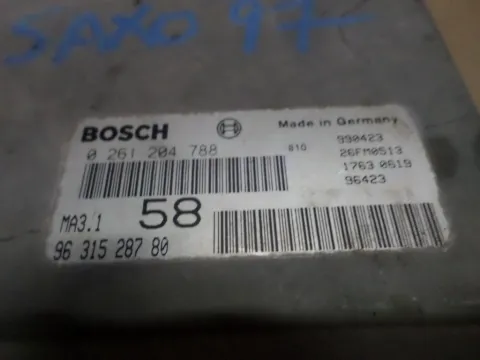 SAXO 97-
BOSCH
Made in Germany
0 261 204 788
810
990423
26FM0513
1763 0619
96423
MA3.1
58
96 315 287 80